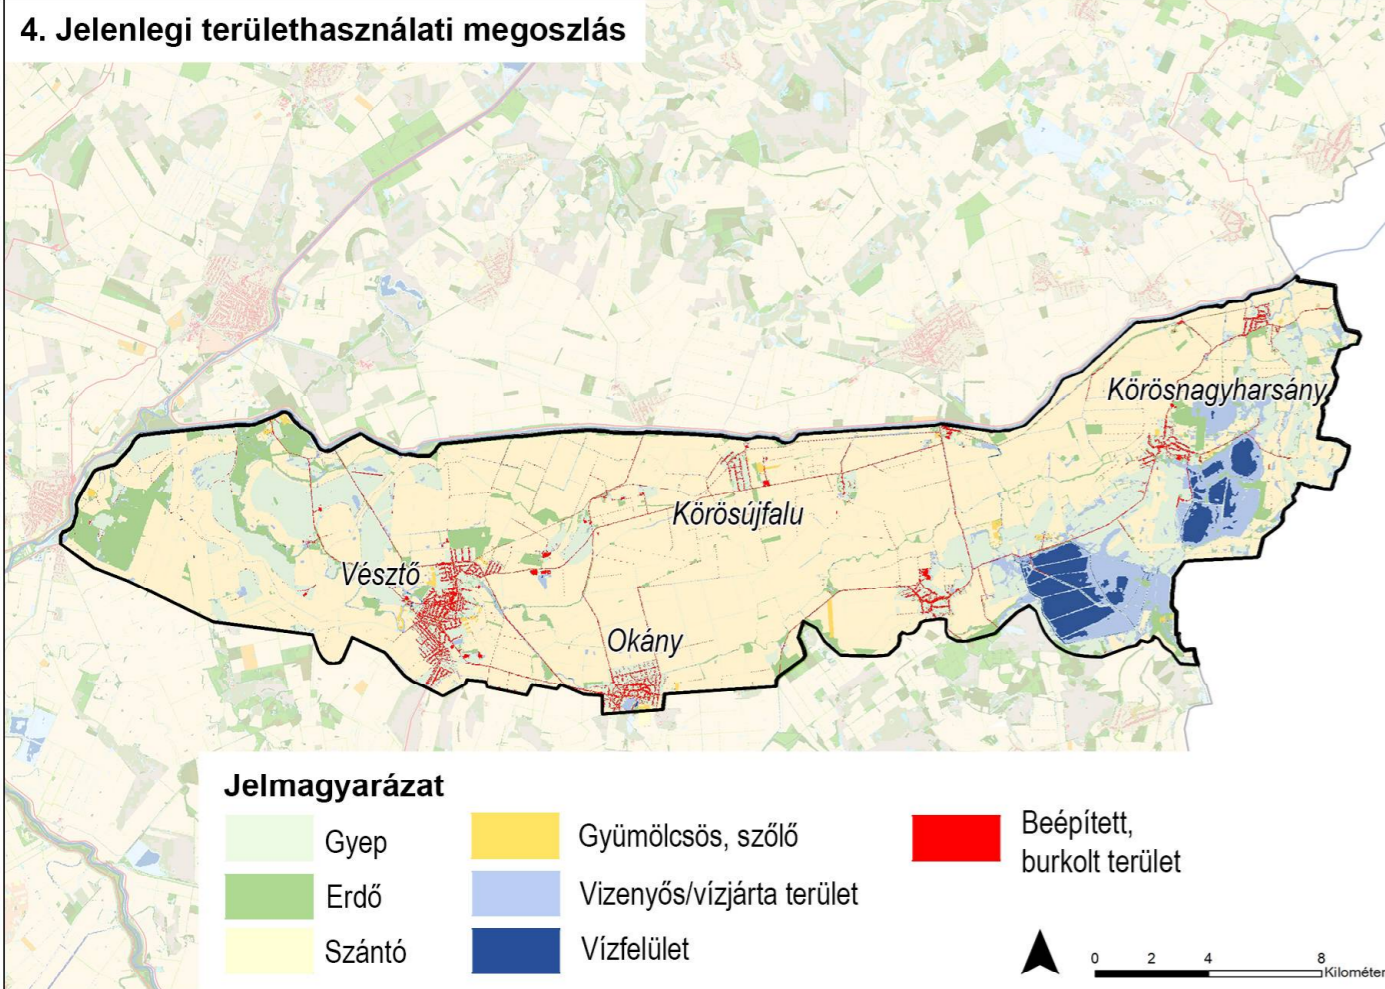 4. Jelenlegi területhasználati megoszlás
Körösnagyharsány
Körösújfalu
Vésztő
Okány
Jelmagyarázat
Gyep
Erdő
Szántó
Gyümölcsös, szőlő
Vizenyős/vízjárta terület
Vízfelület
Beépített,
burkolt terület
0 2 4 8
Kilométer